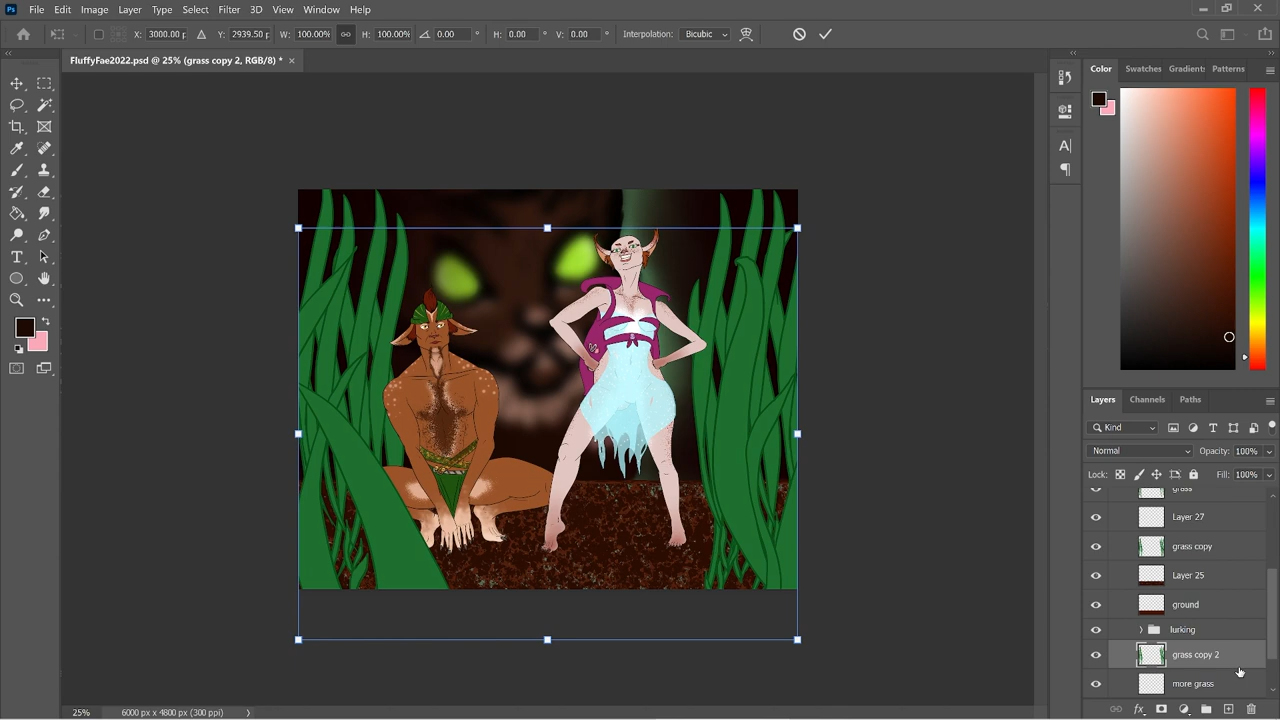 Ps File Edit Image Layer Type Select Filter 3D View Window Help
X: 3000.00 p Y: 2939.50 p W: 100.00% H: 100.00% 0.00 ° H: 0.00 ° V: 0.00 ° Interpolation: Bicubic
FluffyFae2022.psd @ 25% (grass copy 2, RGB/8) * ×
Color Swatches Gradients Patterns
Layers Channels Paths
Kind
Normal Opacity: 100%
Lock: Fill: 100%
grass
Layer 27
grass copy
Layer 25
ground
lurking
grass copy 2
more grass
25% 6000 px x 4800 px (300 ppi)
fx